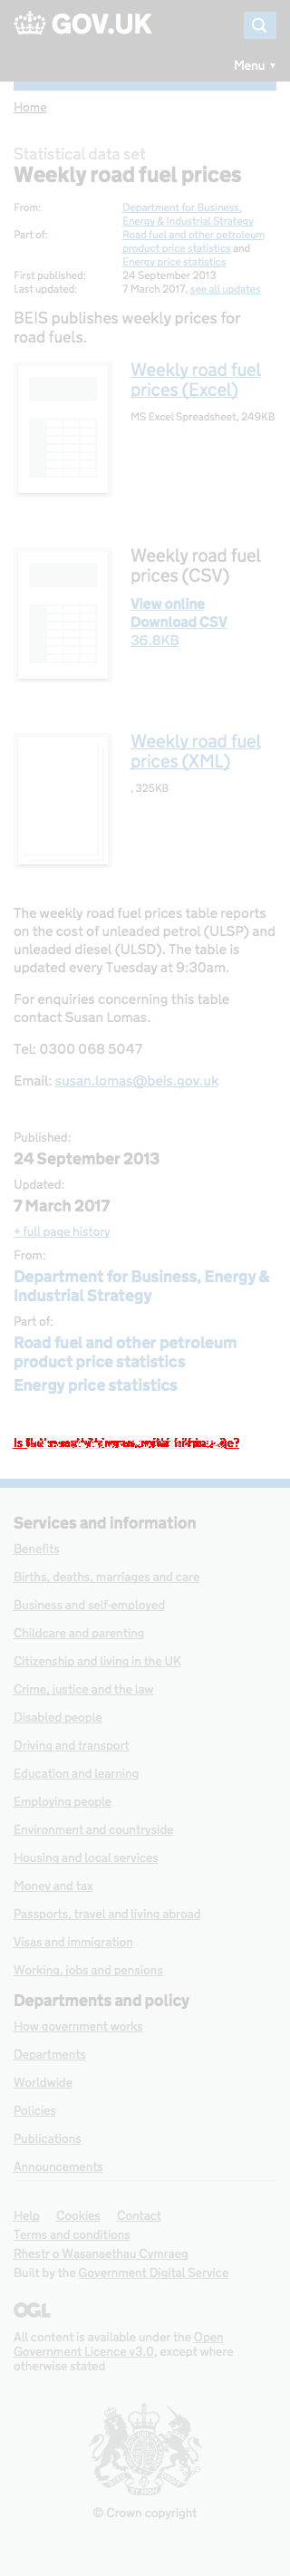 GOV.UK
Menu ▼
Home
Statistical data set
Weekly road fuel prices
From: Department for Business,
Energy & Industrial Strategy
Part of: Road fuel and other petroleum
product price statistics and
Energy price statistics
First published: 24 September 2013
Last updated: 7 March 2017, see all updates
BEIS publishes weekly prices for
road fuels.
Weekly road fuel
prices (Excel)
MS Excel Spreadsheet, 249KB
Weekly road fuel
prices (CSV)
View online
Download CSV
36.8KB
Weekly road fuel
prices (XML)
, 325KB
The weekly road fuel prices table reports
on the cost of unleaded petrol (ULSP) and
unleaded diesel (ULSD). The table is
updated every Tuesday at 9:30am.
For enquiries concerning this table
contact Susan Lomas.
Tel: 0300 068 5047
Email: susan.lomas@beis.gov.uk
Published:
24 September 2013
Updated:
7 March 2017
+ full page history
From:
Department for Business, Energy &
Industrial Strategy
Part of:
Road fuel and other petroleum
product price statistics
Energy price statistics
Services and information
Benefits
Births, deaths, marriages and care
Business and self-employed
Childcare and parenting
Citizenship and living in the UK
Crime, justice and the law
Disabled people
Driving and transport
Education and learning
Employing people
Environment and countryside
Housing and local services
Money and tax
Passports, travel and living abroad
Visas and immigration
Working, jobs and pensions
Departments and policy
How government works
Departments
Worldwide
Policies
Publications
Announcements
Help Cookies Contact
Terms and conditions
Rhestr o Wasanaethau Cymraeg
Built by the Government Digital Service
OGL
All content is available under the Open
Government Licence v3.0, except where
otherwise stated
© Crown copyright